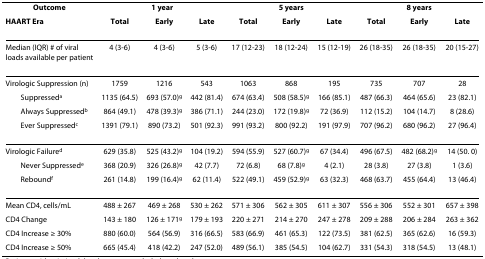 Outcome 1 year 5 years 8 years
HAART Era Total Early Late Total Early Late Total Early Late
Median (IQR) # of viral 4 (3-6) 4 (3-6) 5 (3-6) 17 (12-23) 18 (12-24) 15 (12-19) 26 (18-35) 26 (18-35) 20 (15-27)
loads available per patient
Virologic Suppression (n) 1759 1216 543 1063 868 195 735 707 28
Suppressedᵃ 1135 (64.5) 693 (57.0)ᵍ 442 (81.4) 674 (63.4) 508 (58.5)ᵍ 166 (85.1) 487 (66.3) 464 (65.6) 23 (82.1)
Always Suppressedᵇ 864 (49.1) 478 (39.3)ᵍ 386 (71.1) 244 (23.0) 172 (19.8)ᵍ 72 (36.9) 112 (15.2) 104 (14.7) 8 (28.6)
Ever Suppressedᶜ 1391 (79.1) 890 (73.2) 501 (92.3) 991 (93.2) 800 (92.2) 191 (97.9) 707 (96.2) 680 (96.2) 27 (96.4)
Virologic Failureᵈ 629 (35.8) 525 (43.2)ᵍ 104 (19.2) 594 (55.9) 527 (60.7)ᵍ 67 (34.4) 496 (67.5) 482 (68.2)ᵍ 14 (50. 0)
Never Suppressedᵉ 368 (20.9) 326 (26.8)ᵍ 42 (7.7) 72 (6.8) 68 (7.8)ᵍ 4 (2.1) 28 (3.8) 27 (3.8) 1 (3.6)
Reboundᶠ 261 (14.8) 199 (16.4)ᵍ 62 (11.4) 522 (49.1) 459 (52.9)ᵍ 63 (32.3) 468 (63.7) 455 (64.4) 13 (46.4)
Mean CD4, cells/mL 488 ± 267 469 ± 268 530 ± 262 571 ± 306 562 ± 305 611 ± 307 556 ± 306 552 ± 301 657 ± 398
CD4 Change 143 ± 180 126 ± 171ᵍ 179 ± 193 220 ± 271 214 ± 270 247 ± 278 209 ± 288 206 ± 284 263 ± 362
CD4 Increase ≥ 30% 880 (60.0) 564 (56.9) 316 (66.5) 583 (66.9) 461 (65.3) 122 (73.5) 381 (62.5) 365 (62.6) 16 (59.3)
CD4 Increase ≥ 50% 665 (45.4) 418 (42.2) 247 (52.0) 489 (56.1) 385 (54.5) 104 (62.7) 331 (54.3) 318 (54.5) 13 (48.1)